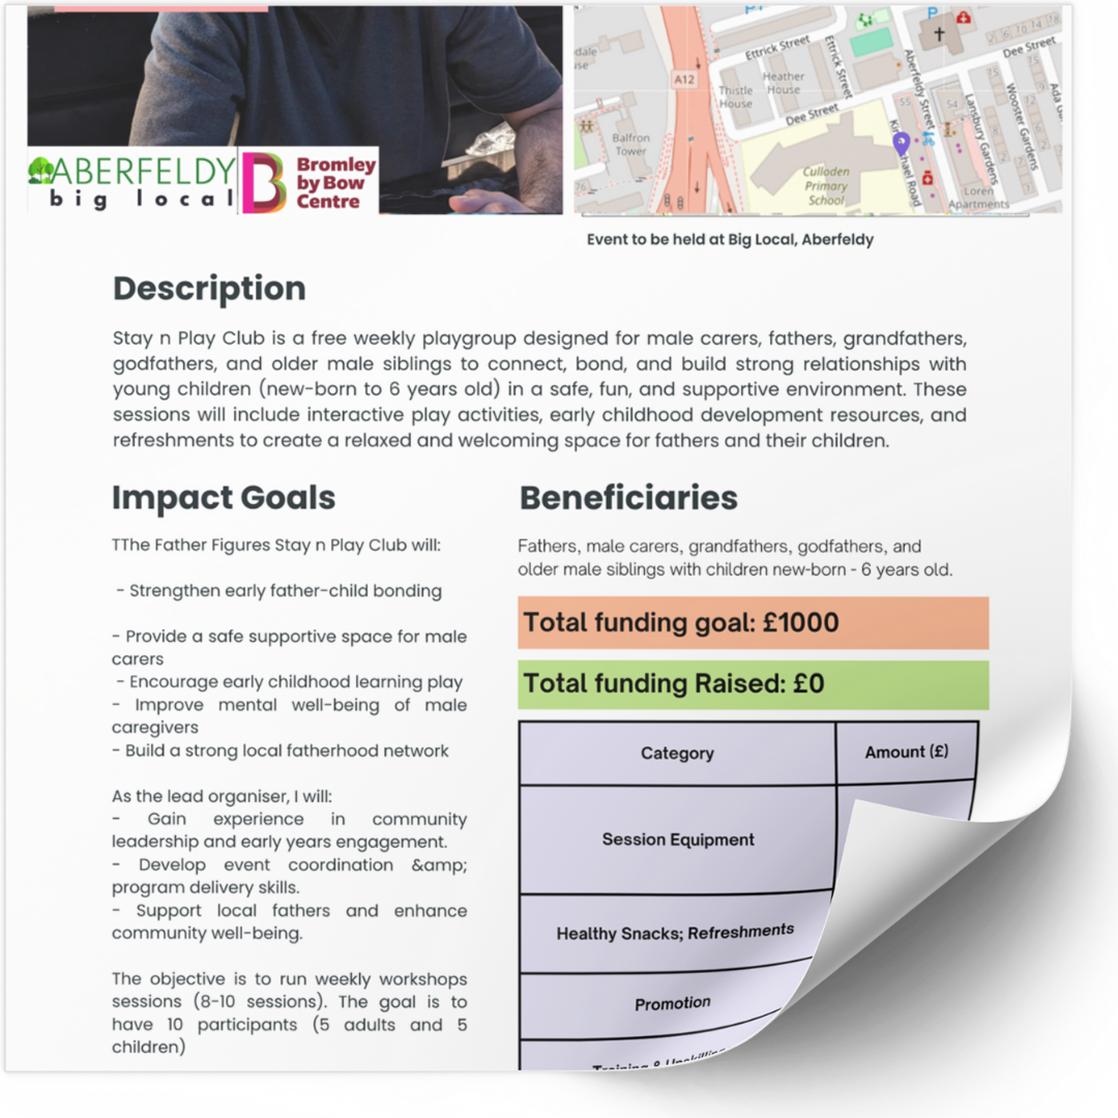 ABERFELDY
big local
Bromley
by Bow
Centre
A12
Ettrick Street
Ettrick Street
Heather
House
Thistle
House
Dee Street
Dee Street
Balfron
Tower
76
Culloden
Primary
School
Aberfeldy Street
55
54
Lansbury Gardens
Wooster Gardens
Loren
Apartments
P
Event to be held at Big Local, Aberfeldy
Description
Stay n Play Club is a free weekly playgroup designed for male carers, fathers, grandfathers,
godfathers, and older male siblings to connect, bond, and build strong relationships with
young children (new-born to 6 years old) in a safe, fun, and supportive environment. These
sessions will include interactive play activities, early childhood development resources, and
refreshments to create a relaxed and welcoming space for fathers and their children.
Impact Goals
TThe Father Figures Stay n Play Club will:
- Strengthen early father-child bonding
- Provide a safe supportive space for male
carers
- Encourage early childhood learning play
- Improve mental well-being of male
caregivers
- Build a strong local fatherhood network
As the lead organiser, I will:
- Gain experience in community
leadership and early years engagement.
- Develop event coordination &amp;amp;
program delivery skills.
- Support local fathers and enhance
community well-being.
The objective is to run weekly workshops
sessions (8-10 sessions). The goal is to
have 10 participants (5 adults and 5
children)
Beneficiaries
Fathers, male carers, grandfathers, godfathers, and
older male siblings with children new-born - 6 years old.
Total funding goal: £1000
Total funding Raised: £0
Category
Amount (£)
Session Equipment
Healthy Snacks; Refreshments
Promotion